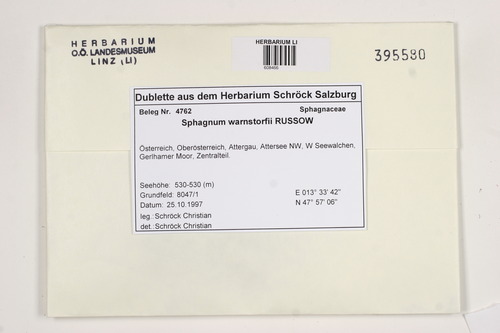 HERBARIUM
O.Ö. LANDESMUSEUM
LINZ (LI)
HERBARIUM LI
395580
Dublette aus dem Herbarium Schröck Salzburg
Beleg Nr. 4762 Sphagnaceae
Sphagnum warnstorfii RUSSOW
Österreich, Oberösterreich, Attergau, Attersee NW, W Seewalchen,
Gerlhamer Moor, Zentralteil.
Seehöhe: 530-530 (m)
Grundfeld: 8047/1 E 013° 33' 42"
Datum: 25.10.1997 N 47° 57' 06"
leg.: Schröck Christian
det.: Schröck Christian